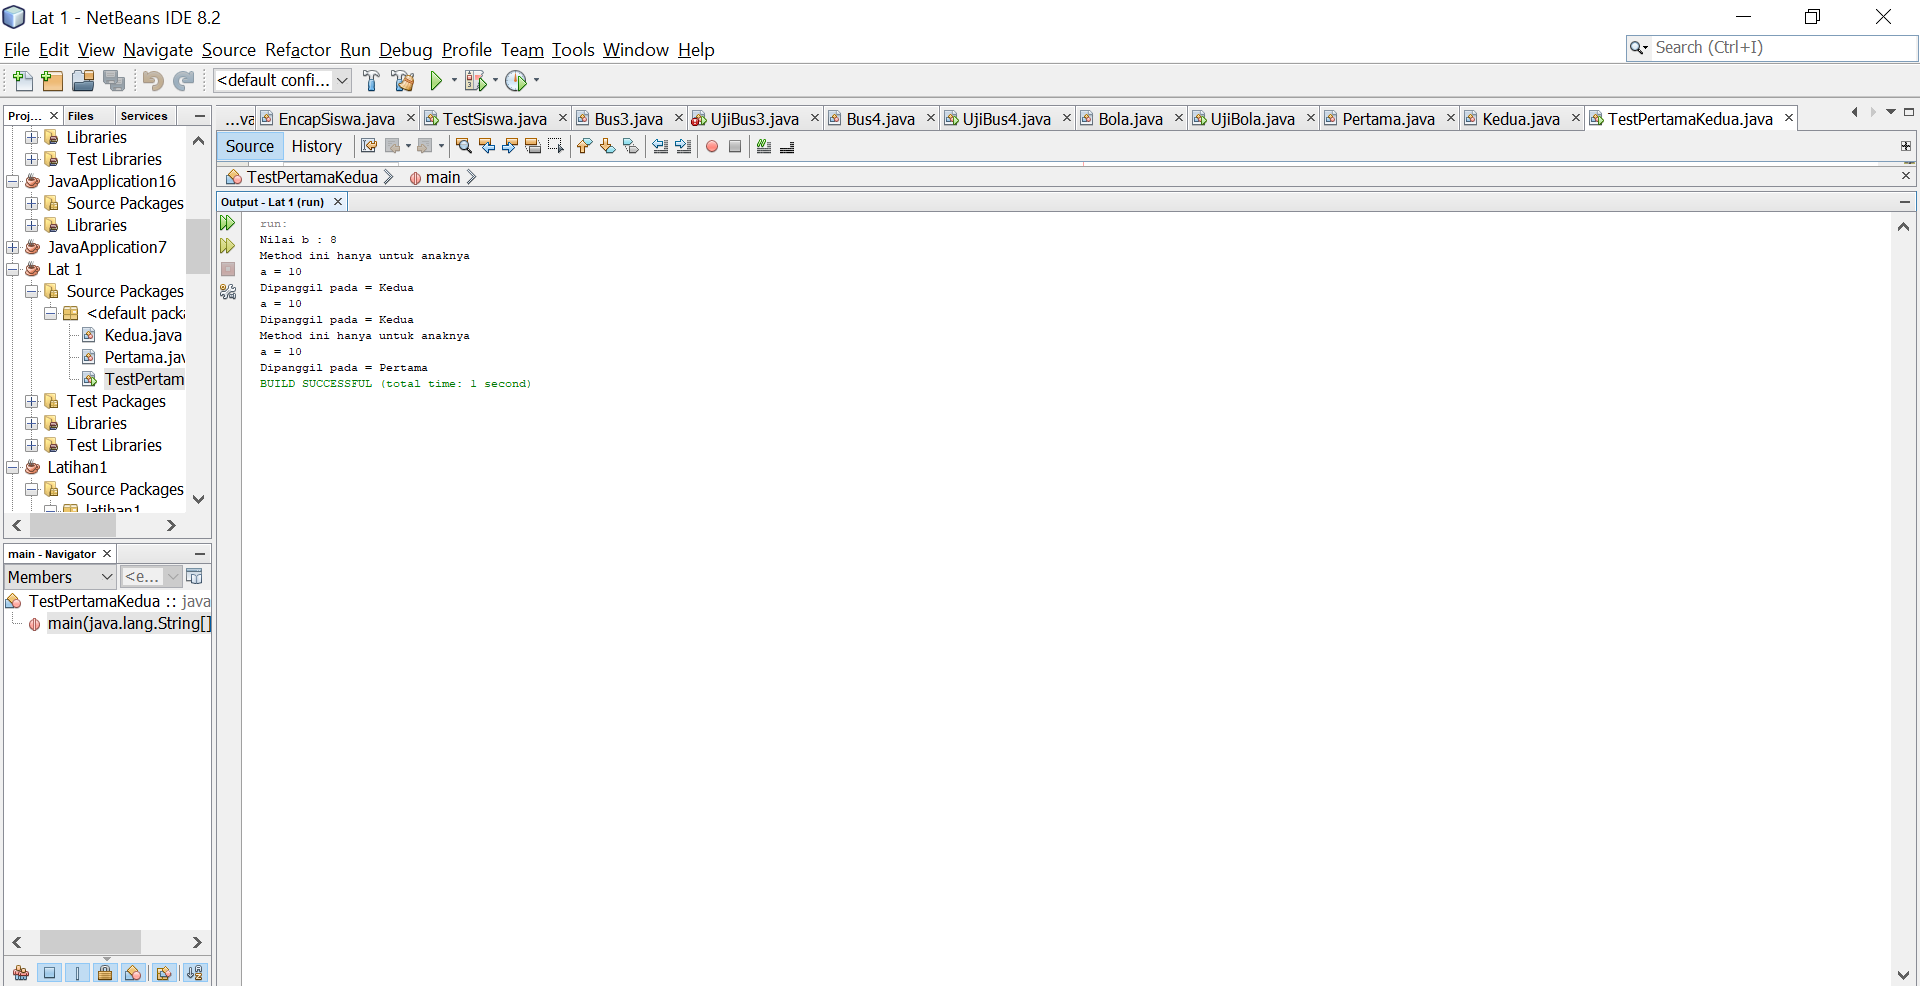 Lat 1 - NetBeans IDE 8.2
File Edit View Navigate Source Refactor Run Debug Profile Team Tools Window Help
Search (Ctrl+I)
<default confi...
Proj... Files Services
Libraries
Test Libraries
JavaApplication16
Source Packages
Libraries
JavaApplication7
Lat 1
Source Packages
<default packa
Kedua.java
Pertama.jav
TestPertam
Test Packages
Libraries
Test Libraries
Latihan1
Source Packages
latihan1
main - Navigator
Members <e...
TestPertamaKedua :: java
main(java.lang.String[]
...va EncapSiswa.java TestSiswa.java Bus3.java UjiBus3.java Bus4.java UjiBus4.java Bola.java UjiBola.java Pertama.java Kedua.java TestPertamaKedua.java
Source History
TestPertamaKedua main
Output - Lat 1 (run)
run:
Nilai b : 8
Method ini hanya untuk anaknya
a = 10
Dipanggil pada = Kedua
a = 10
Dipanggil pada = Kedua
Method ini hanya untuk anaknya
a = 10
Dipanggil pada = Pertama
BUILD SUCCESSFUL (total time: 1 second)